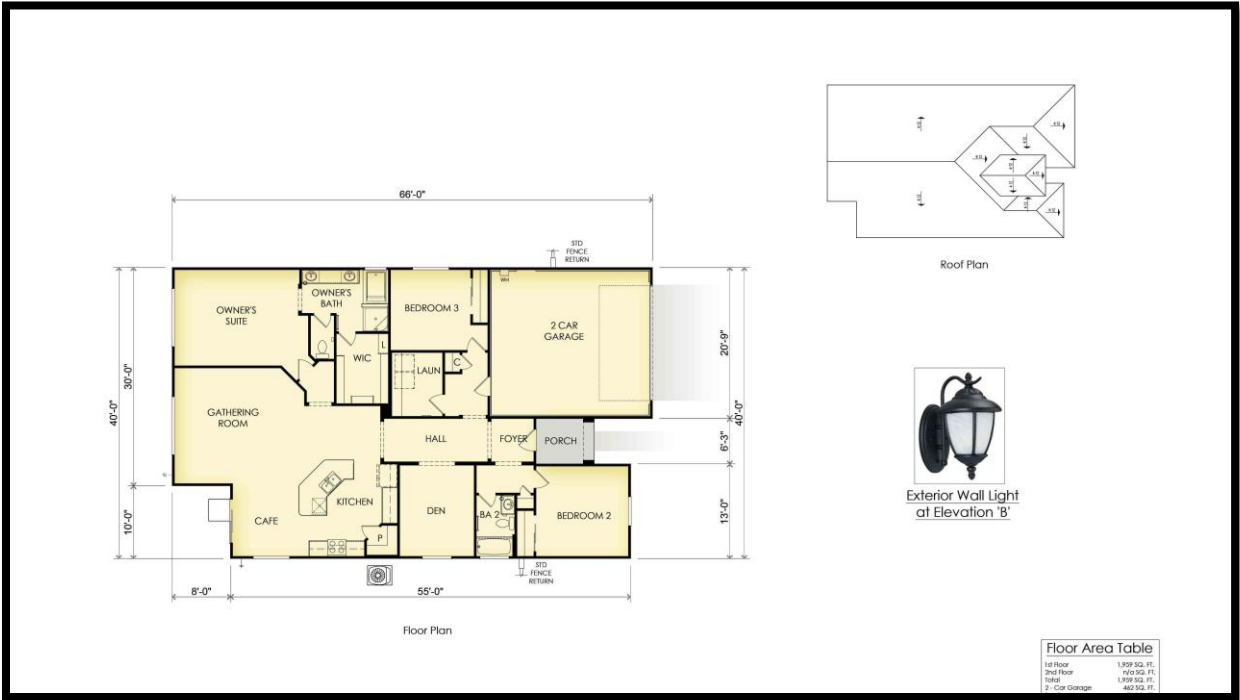 66'-0"
STD
FENCE
RETURN
WH
OWNER'S
SUITE
OWNER'S
BATH
BEDROOM 3
2 CAR
GARAGE
WIC
L
LAUN
C
GATHERING
ROOM
HALL
FOYER
PORCH
KITCHEN
CAFE
P
DEN
BA 2
BEDROOM 2
40'-0"
30'-0"
10'-0"
20'-9"
40'-0"
6'-3"
13'-0"
STD
FENCE
RETURN
8'-0"
55'-0"
Floor Plan
Roof Plan
Exterior Wall Light
at Elevation 'B'
Floor Area Table
1st Floor 1,959 SQ. FT.
2nd Floor n/a SQ. FT.
Total 1,959 SQ. FT.
2 - Car Garage 462 SQ. FT.